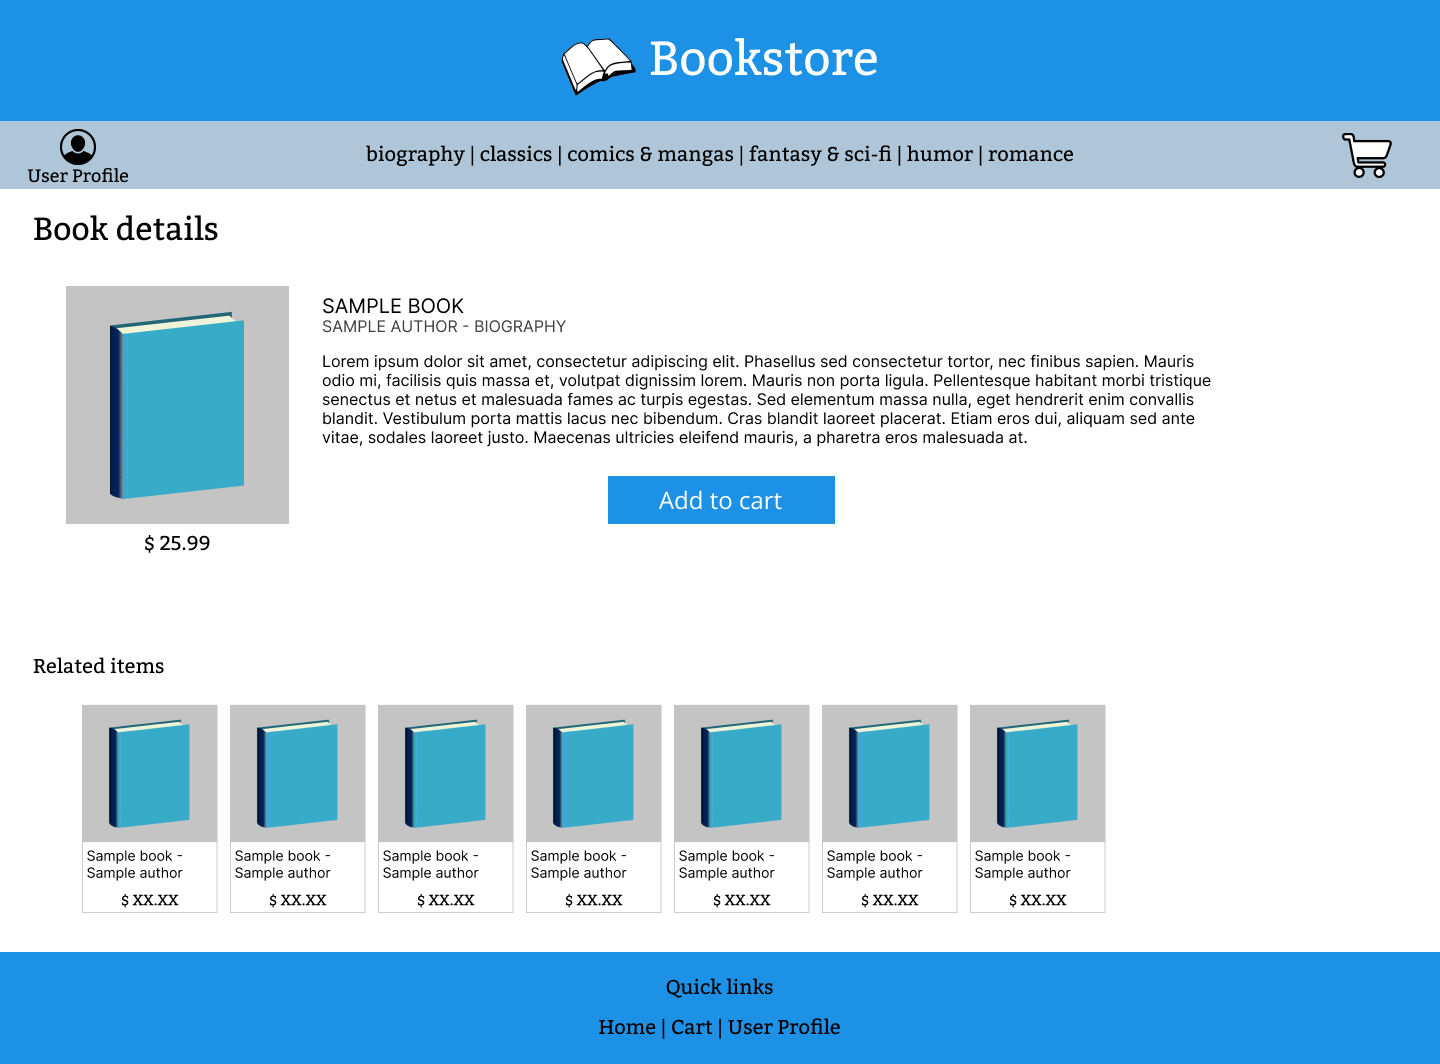 Bookstore
User Profile
biography | classics | comics & mangas | fantasy & sci-fi | humor | romance
Book details
SAMPLE BOOK
SAMPLE AUTHOR - BIOGRAPHY
Lorem ipsum dolor sit amet, consectetur adipiscing elit. Phasellus sed consectetur tortor, nec finibus sapien. Mauris
odio mi, facilisis quis massa et, volutpat dignissim lorem. Mauris non porta ligula. Pellentesque habitant morbi tristique
senectus et netus et malesuada fames ac turpis egestas. Sed elementum massa nulla, eget hendrerit enim convallis
blandit. Vestibulum porta mattis lacus nec bibendum. Cras blandit laoreet placerat. Etiam eros dui, aliquam sed ante
vitae, sodales laoreet justo. Maecenas ultricies eleifend mauris, a pharetra eros malesuada at.
Add to cart
$ 25.99
Related items
Sample book -
Sample author
$ XX.XX
Sample book -
Sample author
$ XX.XX
Sample book -
Sample author
$ XX.XX
Sample book -
Sample author
$ XX.XX
Sample book -
Sample author
$ XX.XX
Sample book -
Sample author
$ XX.XX
Sample book -
Sample author
$ XX.XX
Quick links
Home | Cart | User Profile